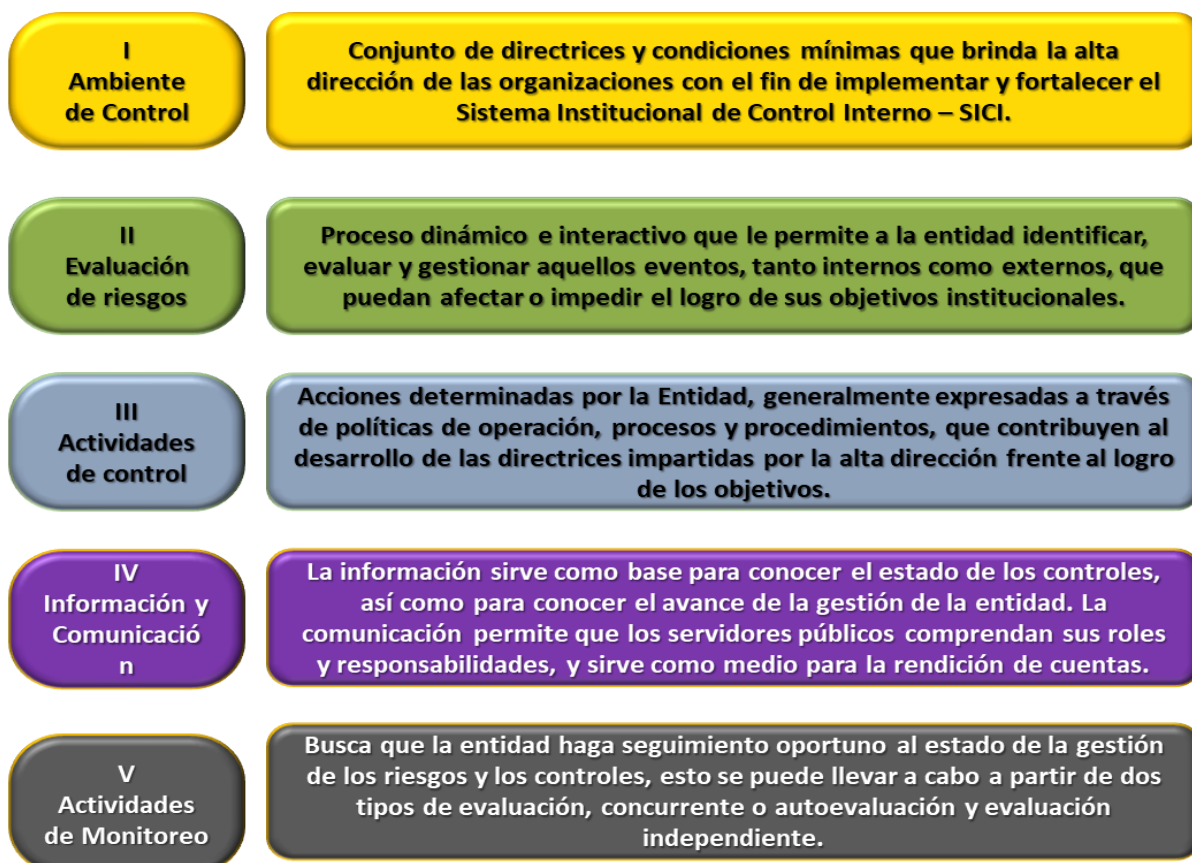 I
Ambiente
de Control
Conjunto de directrices y condiciones mínimas que brinda la alta
dirección de las organizaciones con el fin de implementar y fortalecer el
Sistema Institucional de Control Interno – SICI.
II
Evaluación
de riesgos
Proceso dinámico e interactivo que le permite a la entidad identificar,
evaluar y gestionar aquellos eventos, tanto internos como externos, que
puedan afectar o impedir el logro de sus objetivos institucionales.
III
Actividades
de control
Acciones determinadas por la Entidad, generalmente expresadas a través
de políticas de operación, procesos y procedimientos, que contribuyen al
desarrollo de las directrices impartidas por la alta dirección frente al logro
de los objetivos.
IV
Información y
Comunicació
n
La información sirve como base para conocer el estado de los controles,
así como para conocer el avance de la gestión de la entidad. La
comunicación permite que los servidores públicos comprendan sus roles
y responsabilidades, y sirve como medio para la rendición de cuentas.
V
Actividades
de Monitoreo
Busca que la entidad haga seguimiento oportuno al estado de la gestión
de los riesgos y los controles, esto se puede llevar a cabo a partir de dos
tipos de evaluación, concurrente o autoevaluación y evaluación
independiente.